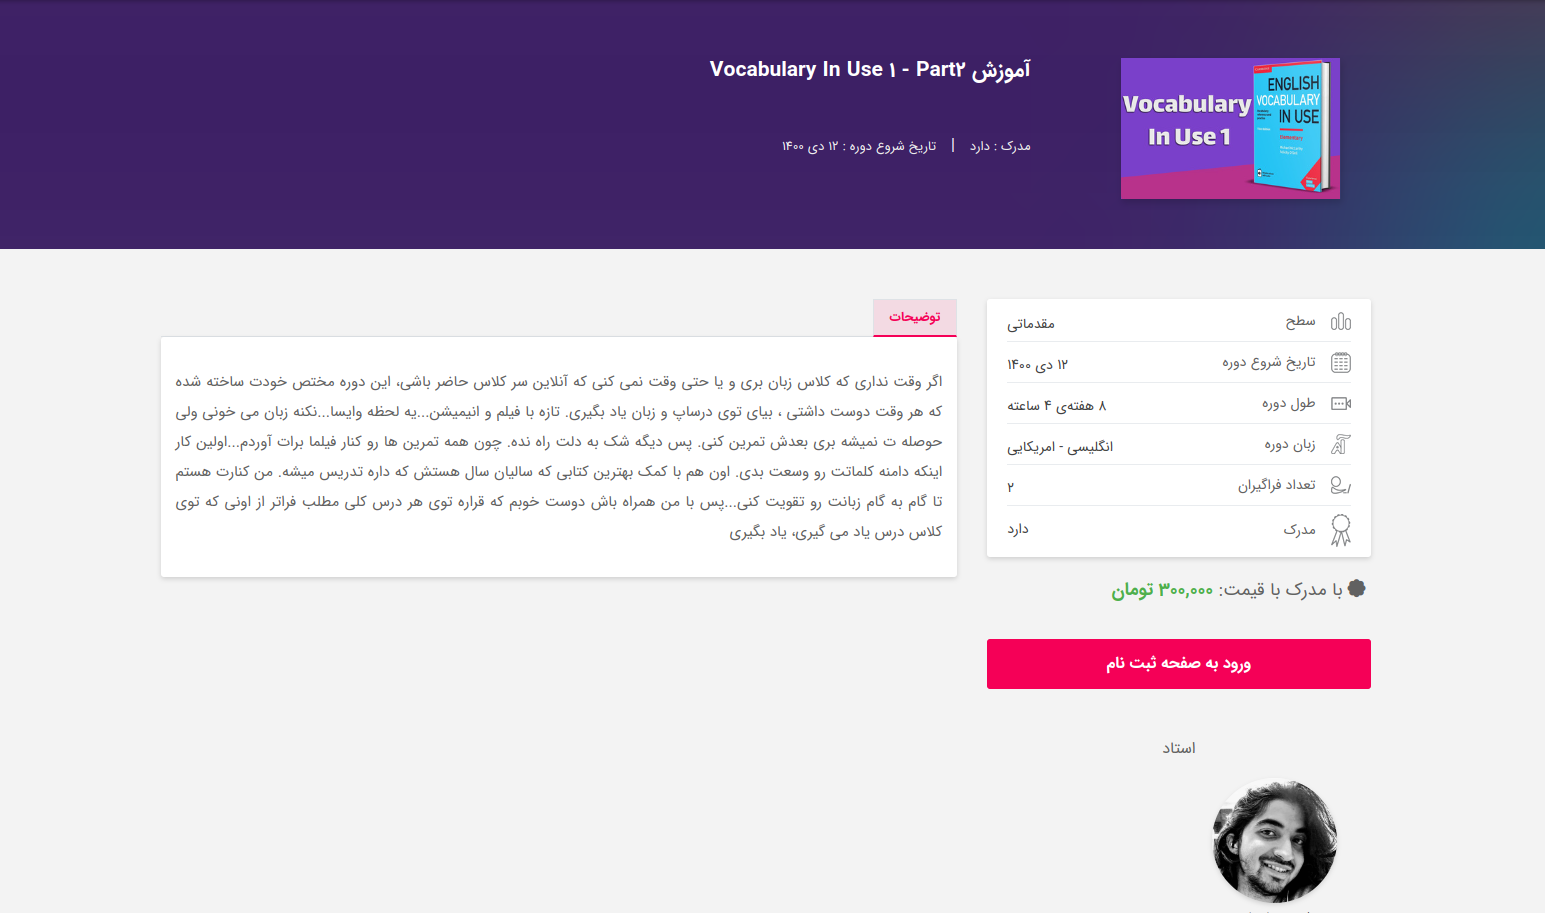 آموزش Vocabulary In Use ۱ - Part۲
مدرک : دارد | تاریخ شروع دوره : ۱۲ دی ۱۴۰۰
Vocabulary
In Use 1
ENGLISH
VOCABULARY
IN USE
Elementary
سطح مقدماتی
تاریخ شروع دوره ۱۲ دی ۱۴۰۰
طول دوره ۸ هفته‌ی ۴ ساعته
زبان دوره انگلیسی - امریکایی
تعداد فراگیران ۲
مدرک دارد
با مدرک با قیمت: ۳۰۰,۰۰۰ تومان
ورود به صفحه ثبت نام
استاد
توضیحات
اگر وقت نداری که کلاس زبان بری و یا حتی وقت نمی کنی که آنلاین سر کلاس حاضر باشی، این دوره مختص خودت ساخته شده
که هر وقت دوست داشتی ، بیای توی درساپ و زبان یاد بگیری. تازه با فیلم و انیمیشن...یه لحظه وایسا...نکنه زبان می خونی ولی
حوصله ت نمیشه بری بعدش تمرین کنی. پس دیگه شک به دلت راه نده. چون همه تمرین ها رو کنار فیلما برات آوردم...اولین کار
اینکه دامنه کلماتت رو وسعت بدی. اون هم با کمک بهترین کتابی که سالیان سال هستش که داره تدریس میشه. من کنارت هستم
تا گام به گام زبانت رو تقویت کنی...پس با من همراه باش دوست خوبم که قراره توی هر درس کلی مطلب فراتر از اونی که توی
کلاس درس یاد می گیری، یاد بگیری